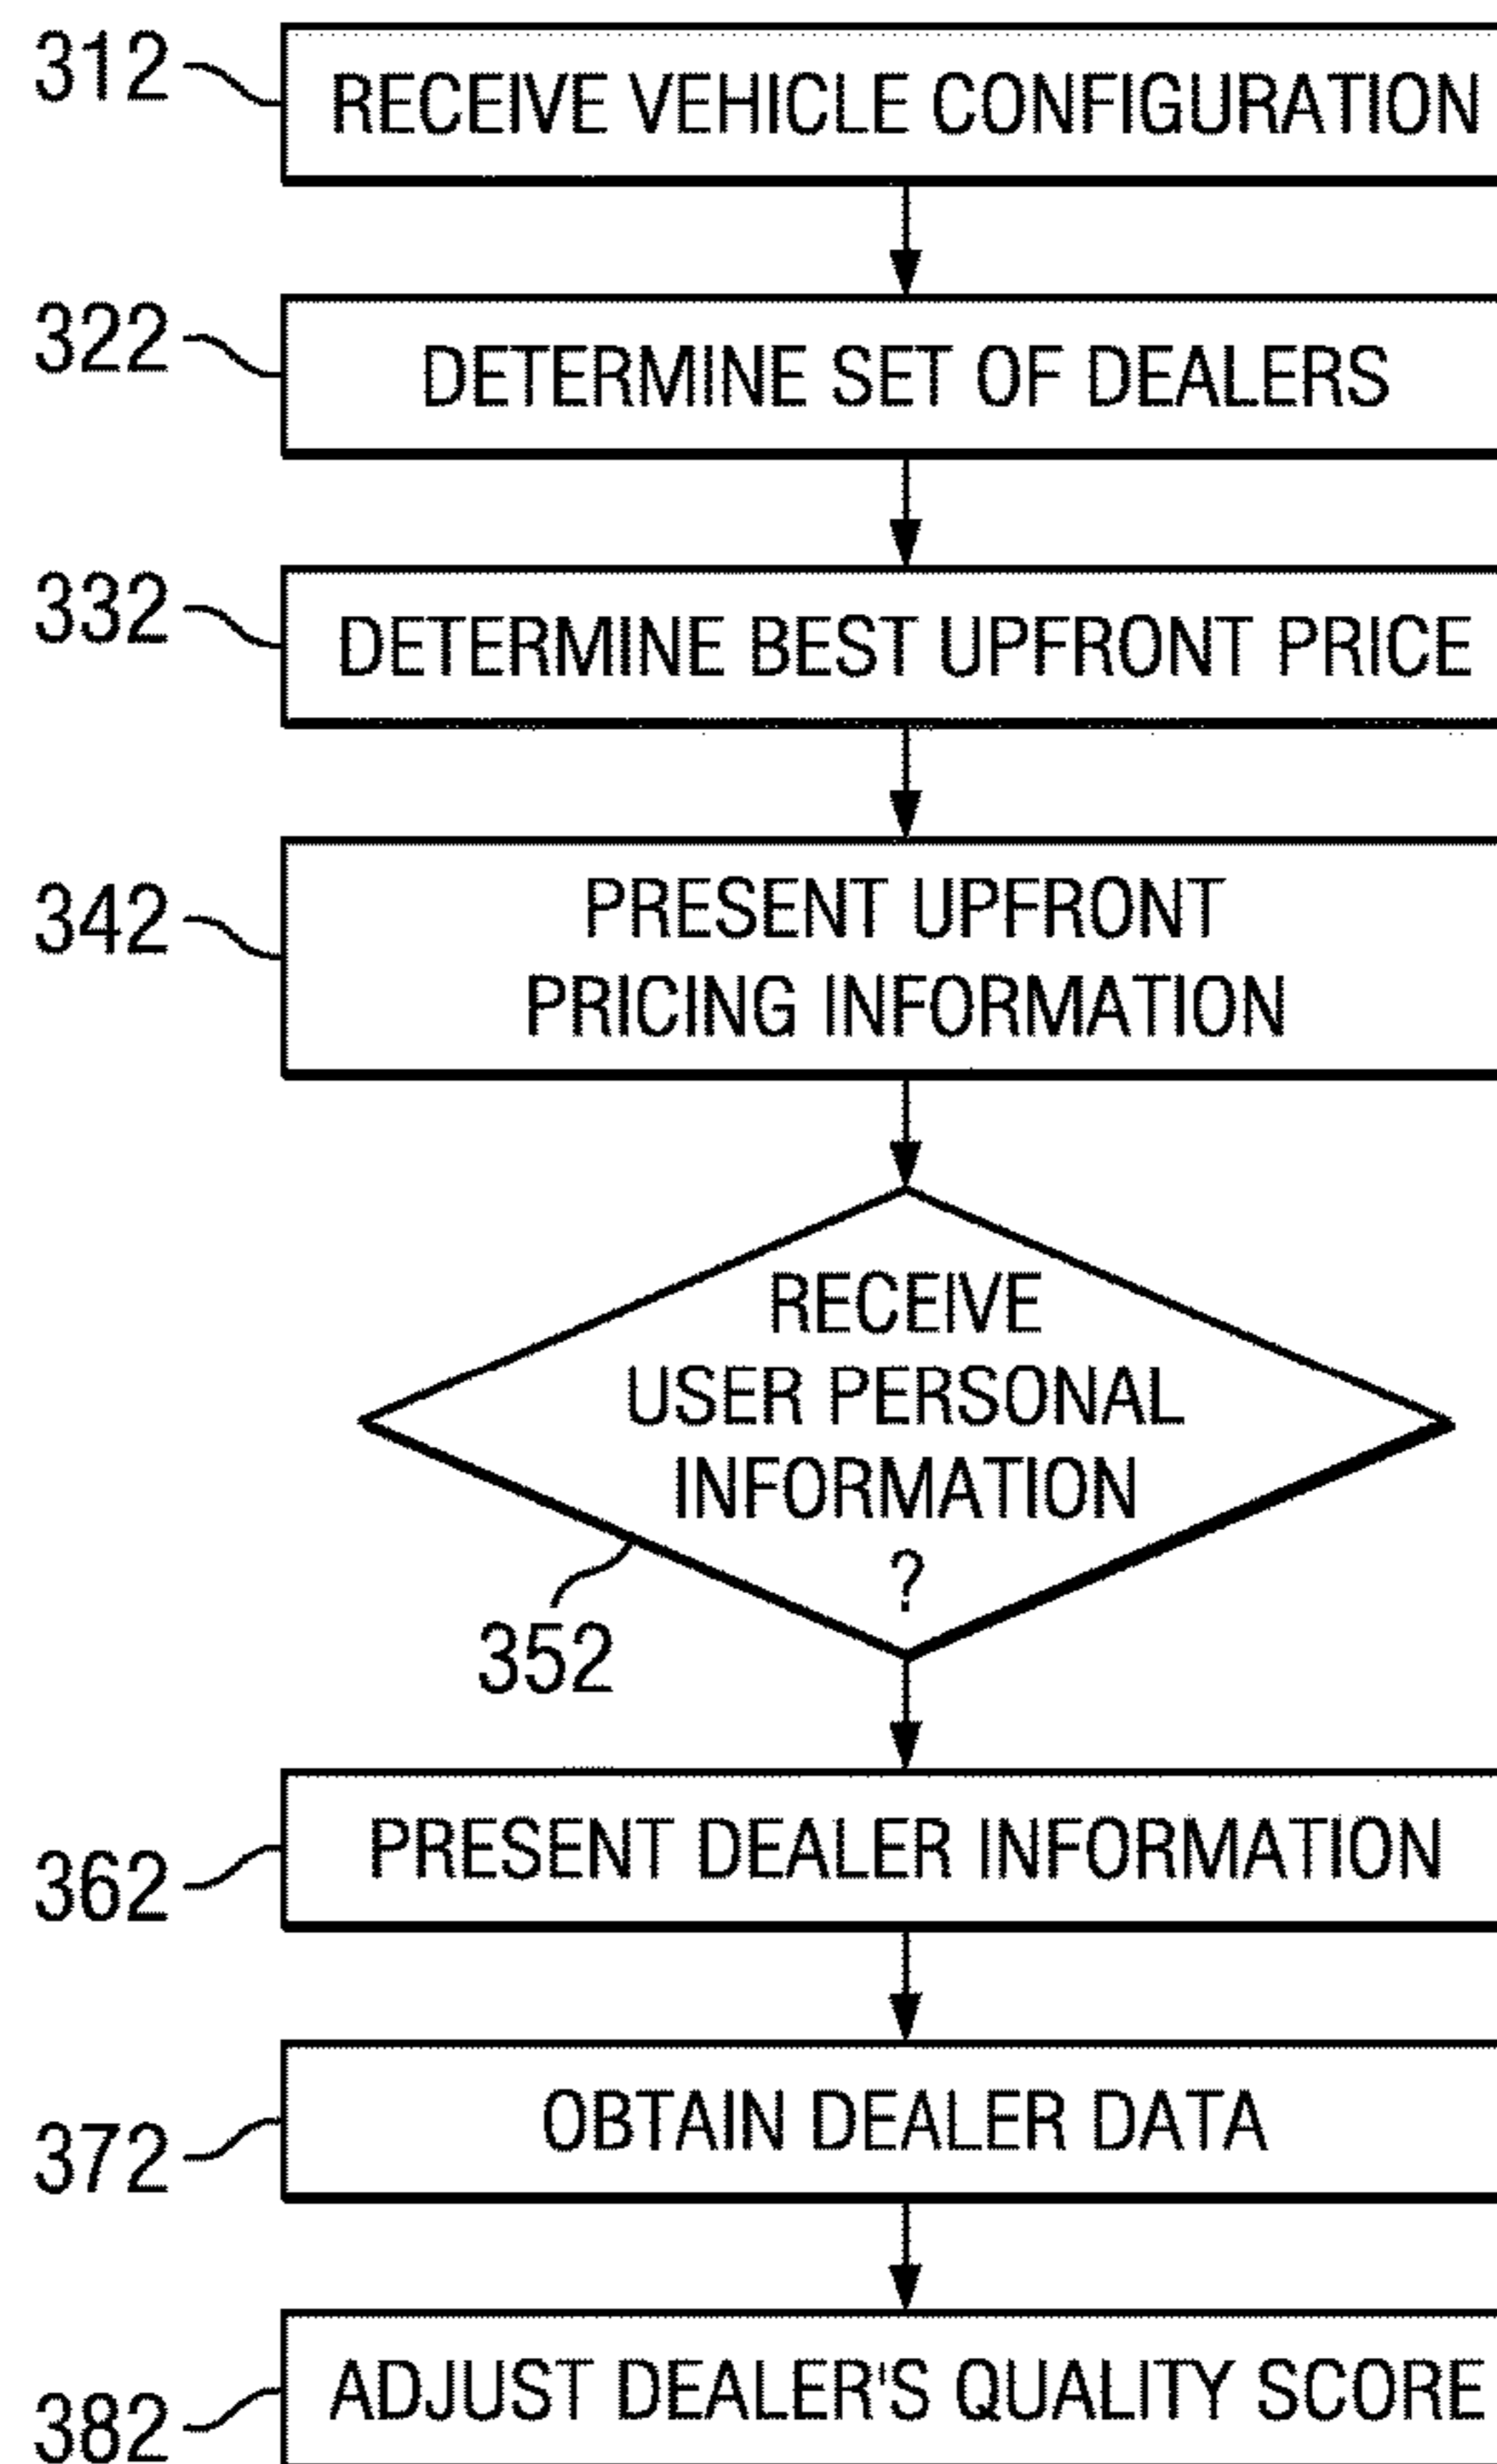 312
RECEIVE VEHICLE CONFIGURATION
322
DETERMINE SET OF DEALERS
332
DETERMINE BEST UPFRONT PRICE
342
PRESENT UPFRONT
PRICING INFORMATION
RECEIVE
USER PERSONAL
INFORMATION
?
352
362
PRESENT DEALER INFORMATION
372
OBTAIN DEALER DATA
382
ADJUST DEALER'S QUALITY SCORE